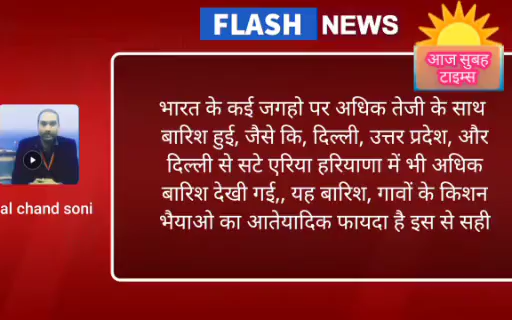 FLASH NEWS
आज सुबह
टाइम्स
भारत के कई जगहो पर अधिक तेजी के साथ
बारिश हुई, जैसे कि, दिल्ली, उत्तर प्रदेश, और
दिल्ली से सटे एरिया हरियाणा में भी अधिक
बारिश देखी गई,, यह बारिश, गावों के किशन
भैयाओ का आतेयादिक फायदा है इस से सही
al chand soni